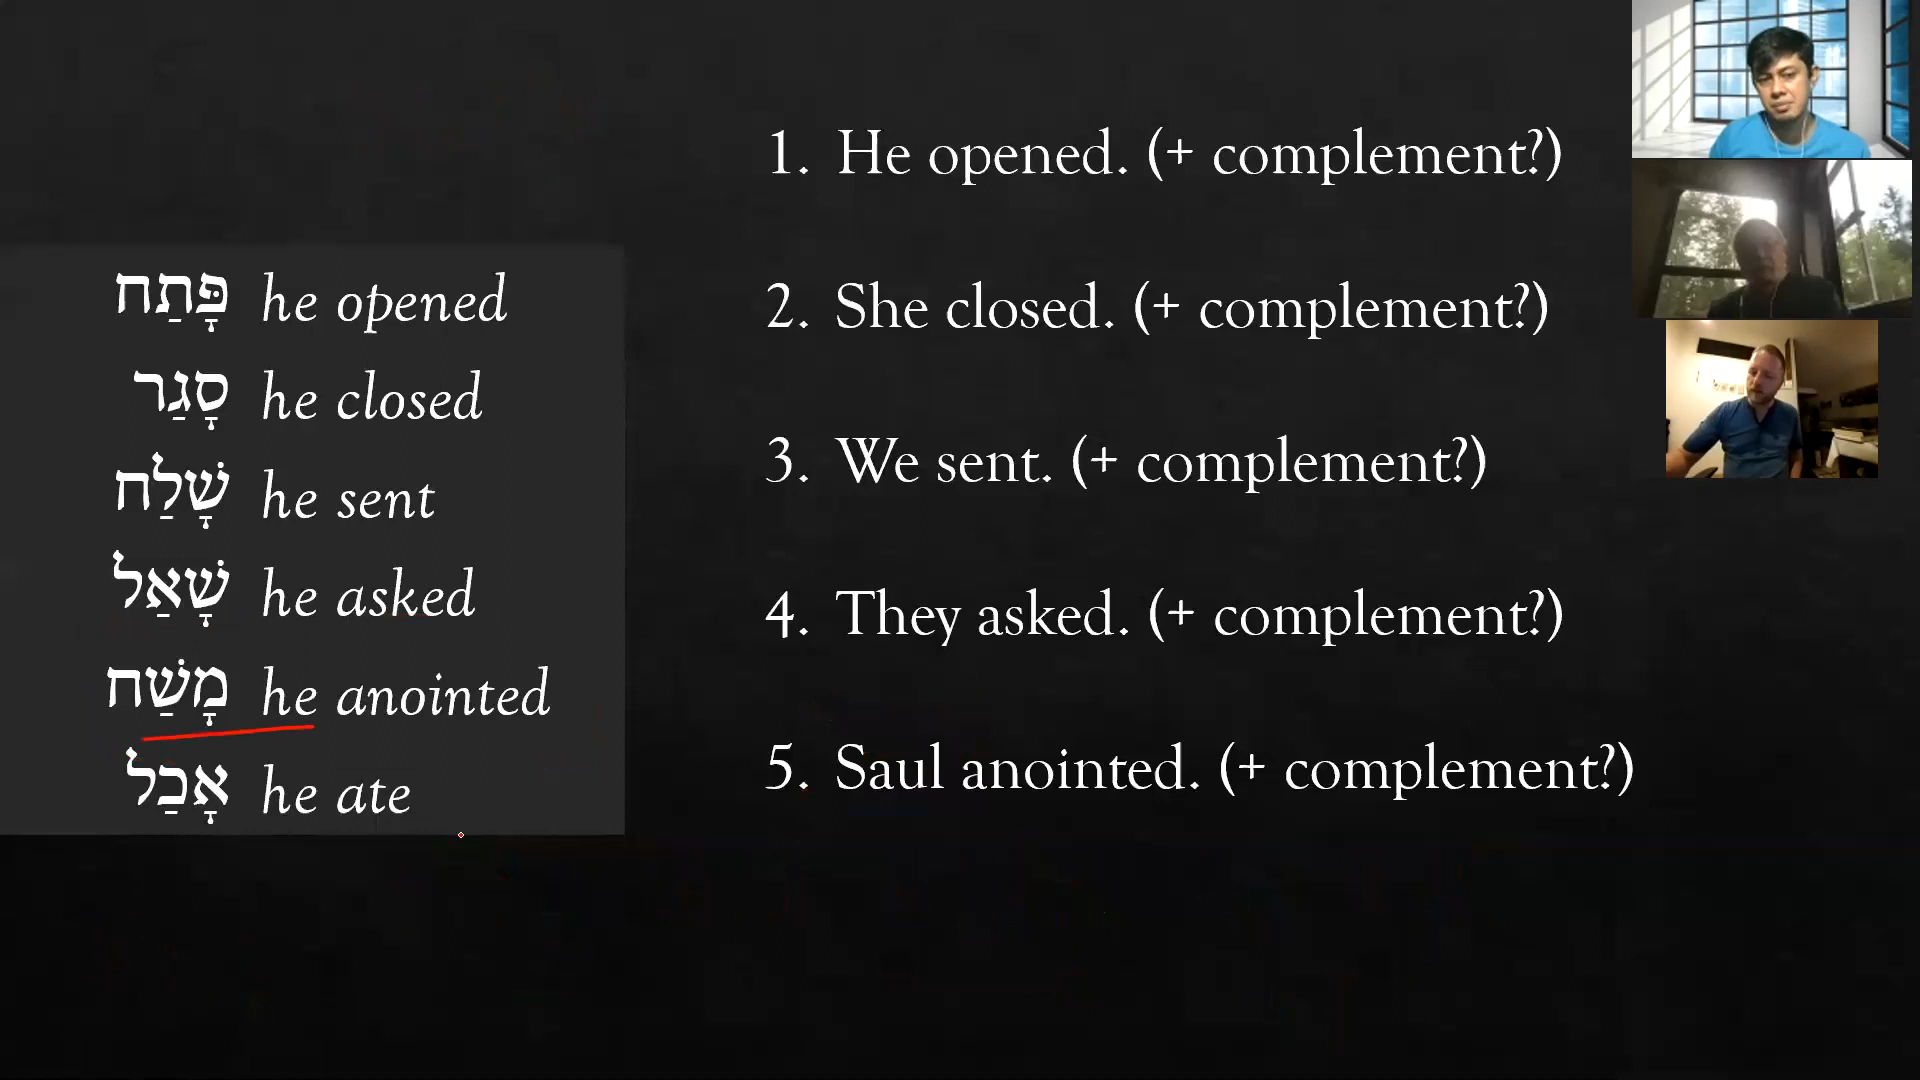 פָּתַח he opened
סָגַר he closed
שָׁלַח he sent
שָׁאַל he asked
מָשַׁח he anointed
אָכַל he ate
1. He opened. (+ complement?)
2. She closed. (+ complement?)
3. We sent. (+ complement?)
4. They asked. (+ complement?)
5. Saul anointed. (+ complement?)